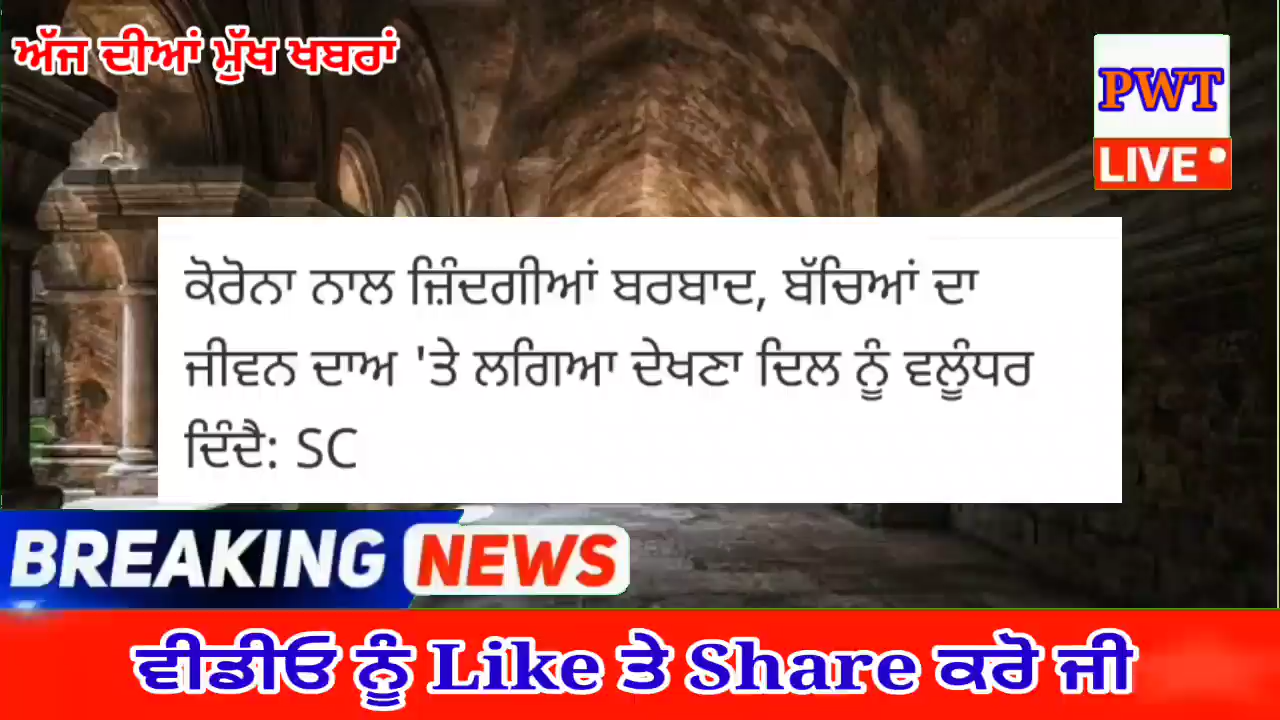 ਅੱਜ ਦੀਆਂ ਮੁੱਖ ਖਬਰਾਂ
PWT
LIVE
ਕੋਰੋਨਾ ਨਾਲ ਜ਼ਿੰਦਗੀਆਂ ਬਰਬਾਦ, ਬੱਚਿਆਂ ਦਾ
ਜੀਵਨ ਦਾਅ 'ਤੇ ਲਗਿਆ ਦੇਖਣਾ ਦਿਲ ਨੂੰ ਵਲੂੰਧਰ
ਦਿੰਦੈ: SC
BREAKING NEWS
ਵੀਡੀਓ ਨੂੰ Like ਤੇ Share ਕਰੋ ਜੀ